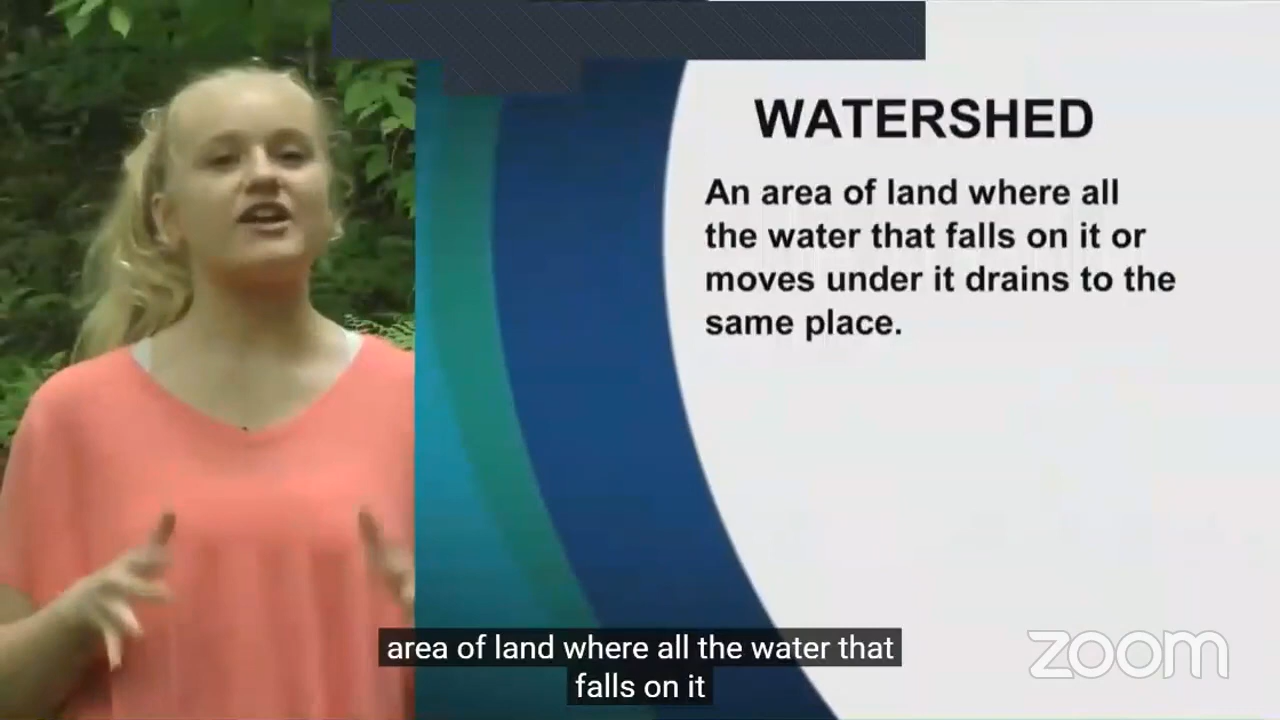 WATERSHED
An area of land where all
the water that falls on it or
moves under it drains to the
same place.
area of land where all the water that
falls on it
zoom